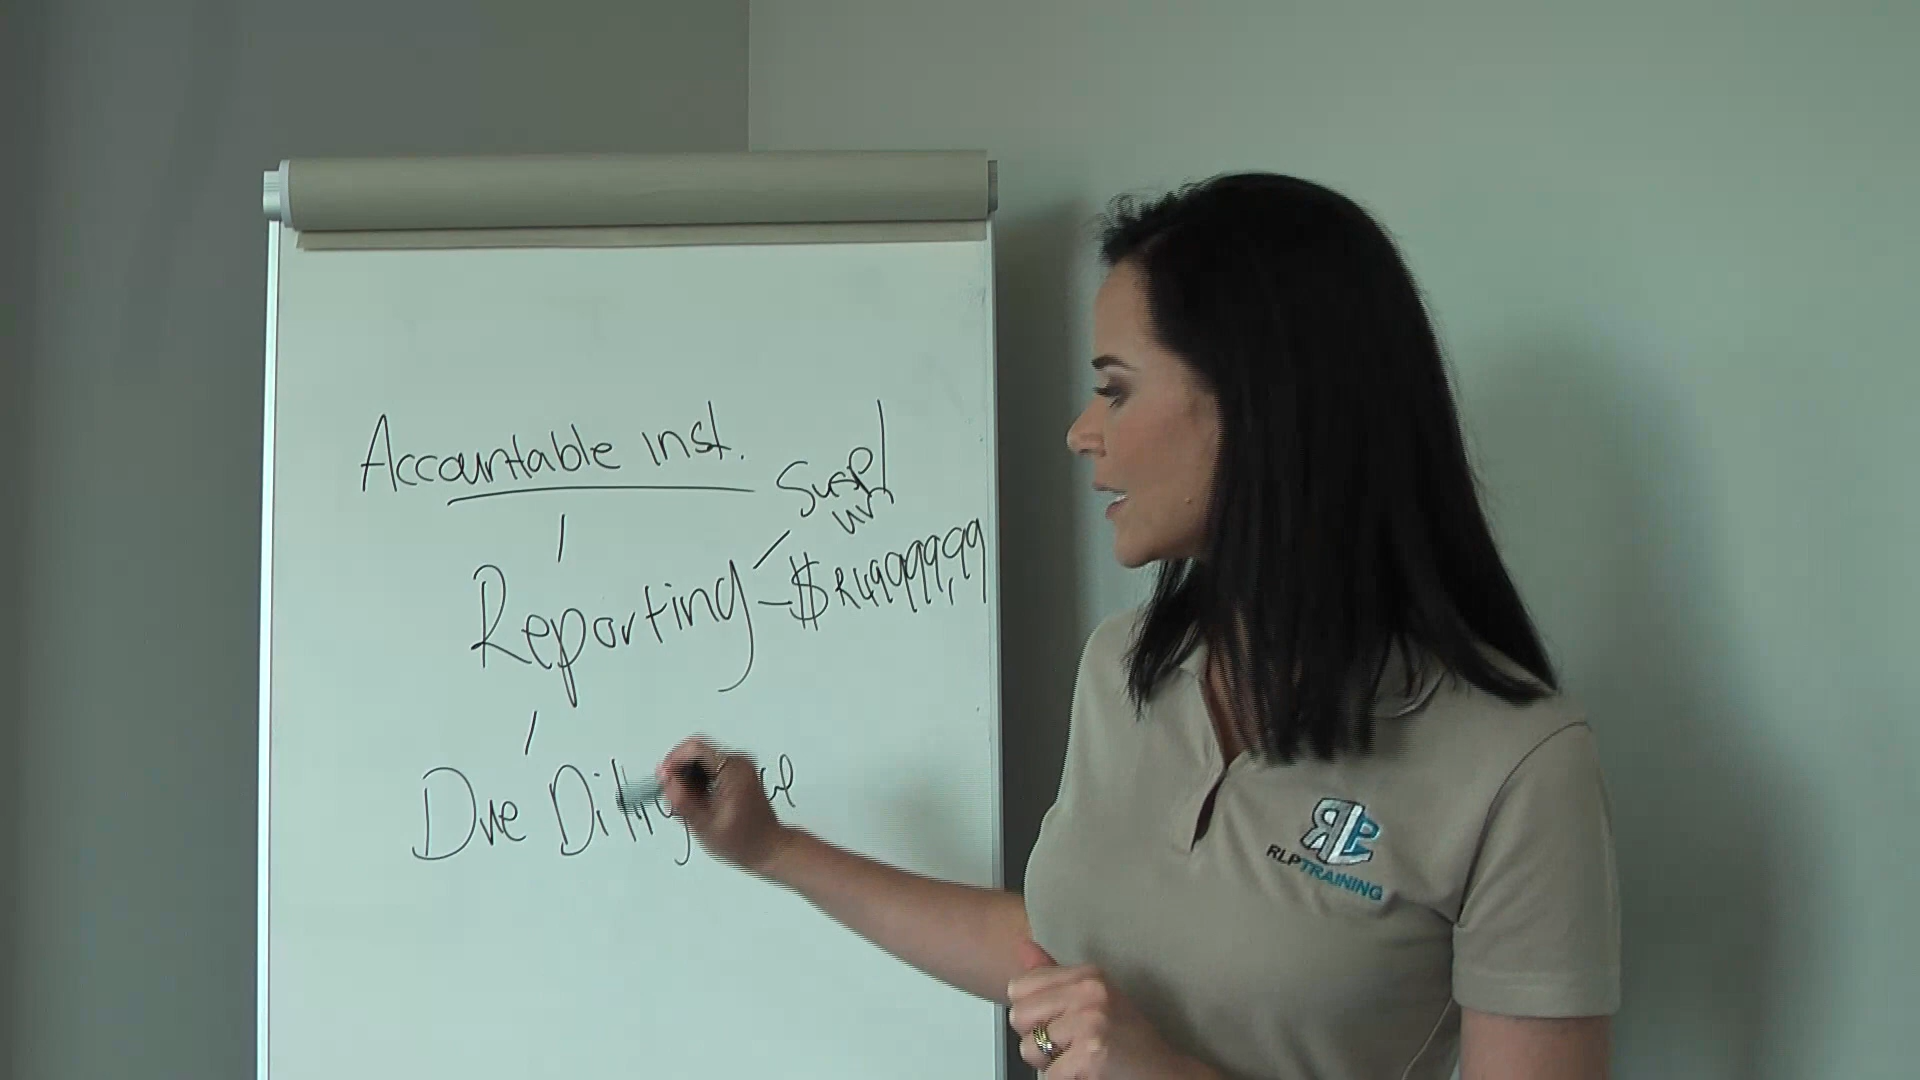 Accountable inst.
Susp/
Reporting - $ R49999,99
Due
RLP TRAINING